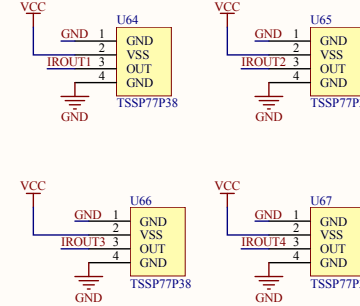 VCC
U64
GND 1 GND
2 VSS
IROUT1 3 OUT
4 GND
GND
TSSP77P38
VCC
U65
GND 1 GND
2 VSS
IROUT2 3 OUT
4 GND
GND
TSSP77P
VCC
U66
GND 1 GND
2 VSS
IROUT3 3 OUT
4 GND
GND
TSSP77P38
VCC
U67
GND 1 GND
2 VSS
IROUT4 3 OUT
4 GND
GND
TSSP77P